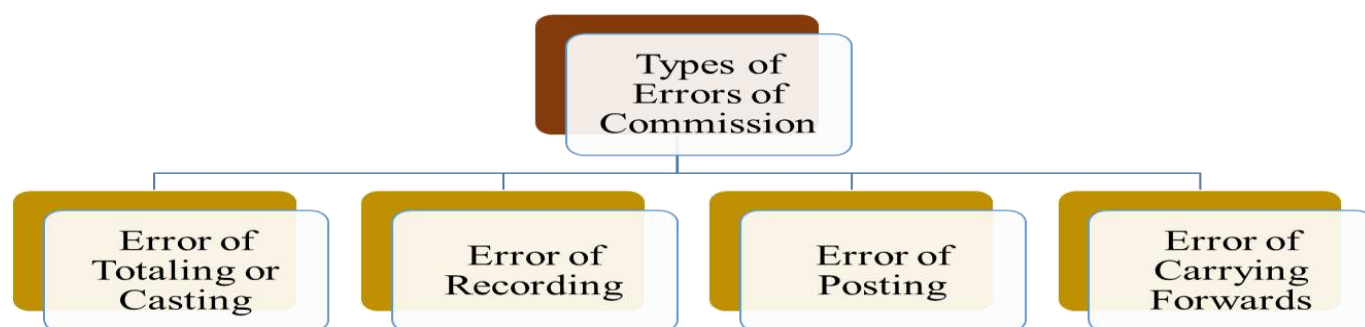 Types of
Errors of
Commission
Error of
Totaling or
Casting
Error of
Recording
Error of
Posting
Error of
Carrying
Forwards